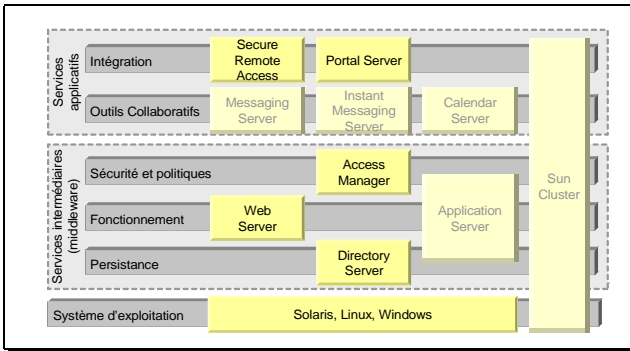 Services applicatifs
Intégration
Secure
Remote
Access
Portal Server
Outils Collaboratifs
Messaging
Server
Instant
Messaging
Server
Calendar
Server
Services intermédiaires
(middleware)
Sécurité et politiques
Access
Manager
Fonctionnement
Web
Server
Application
Server
Persistance
Directory
Server
Sun
Cluster
Système d'exploitation
Solaris, Linux, Windows